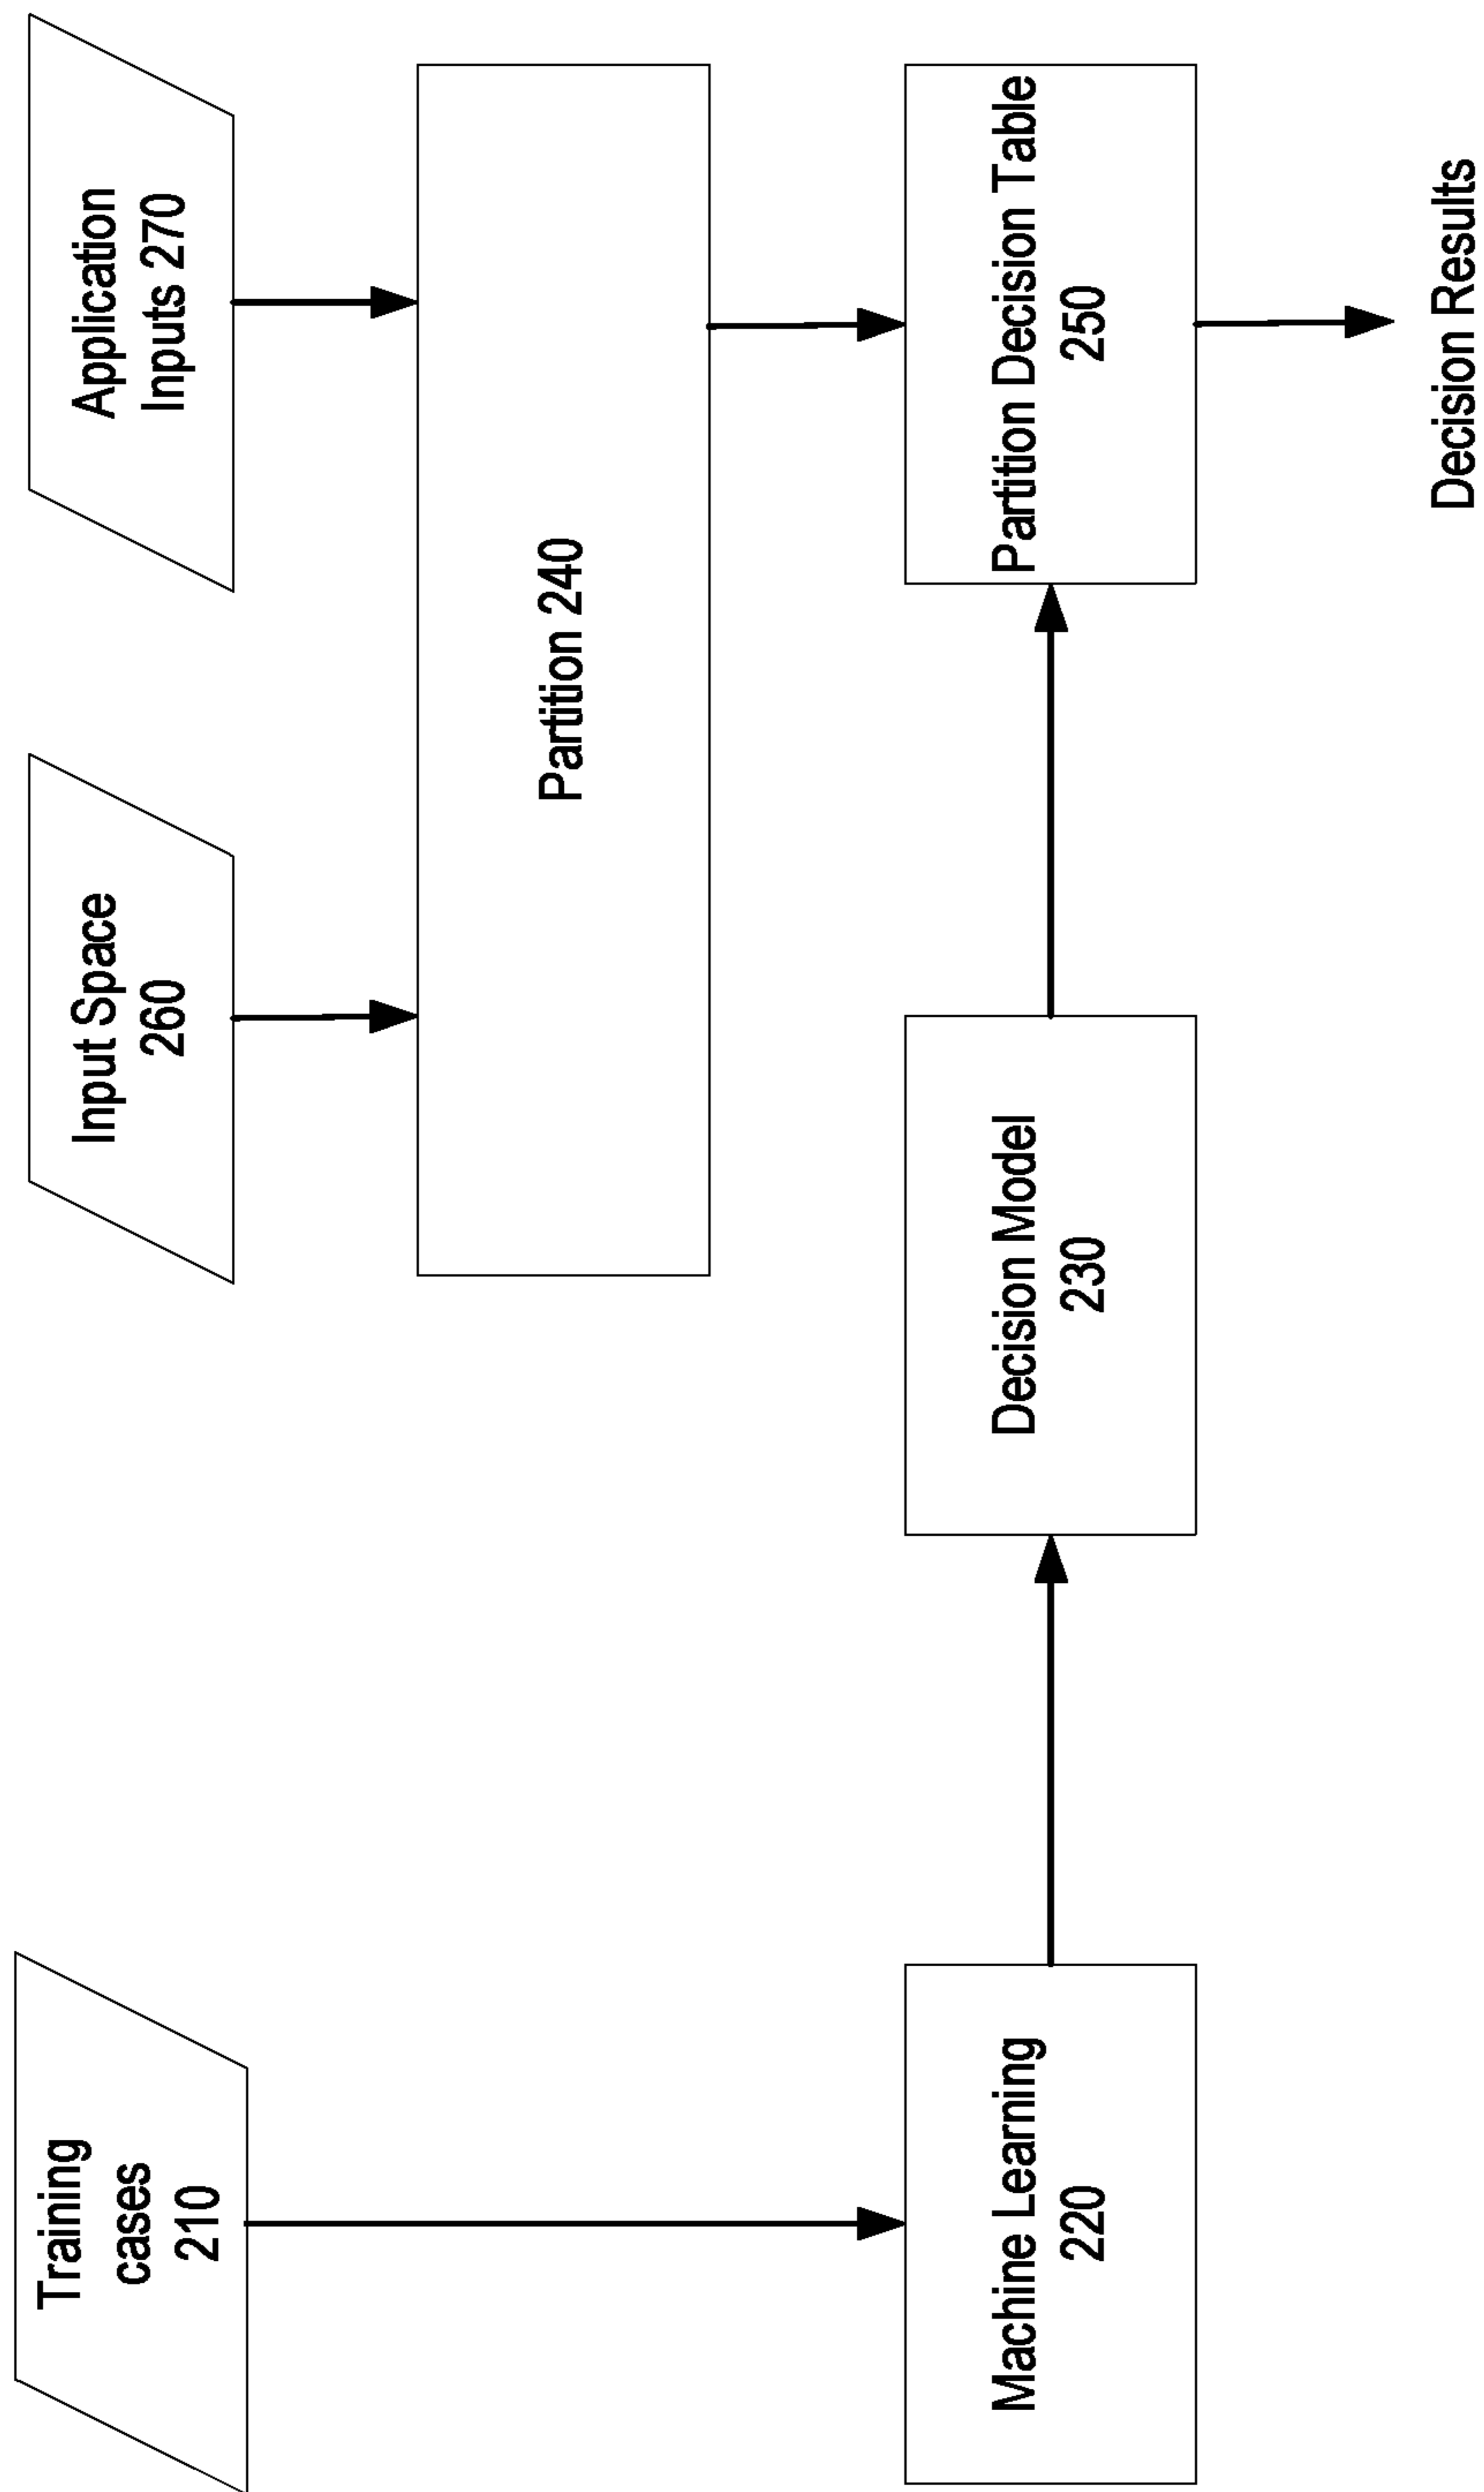 Training
cases
210
Input Space
260
Application
Inputs 270
Partition 240
Machine Learning
220
Decision Model
230
Partition Decision Table
250
Decision Results